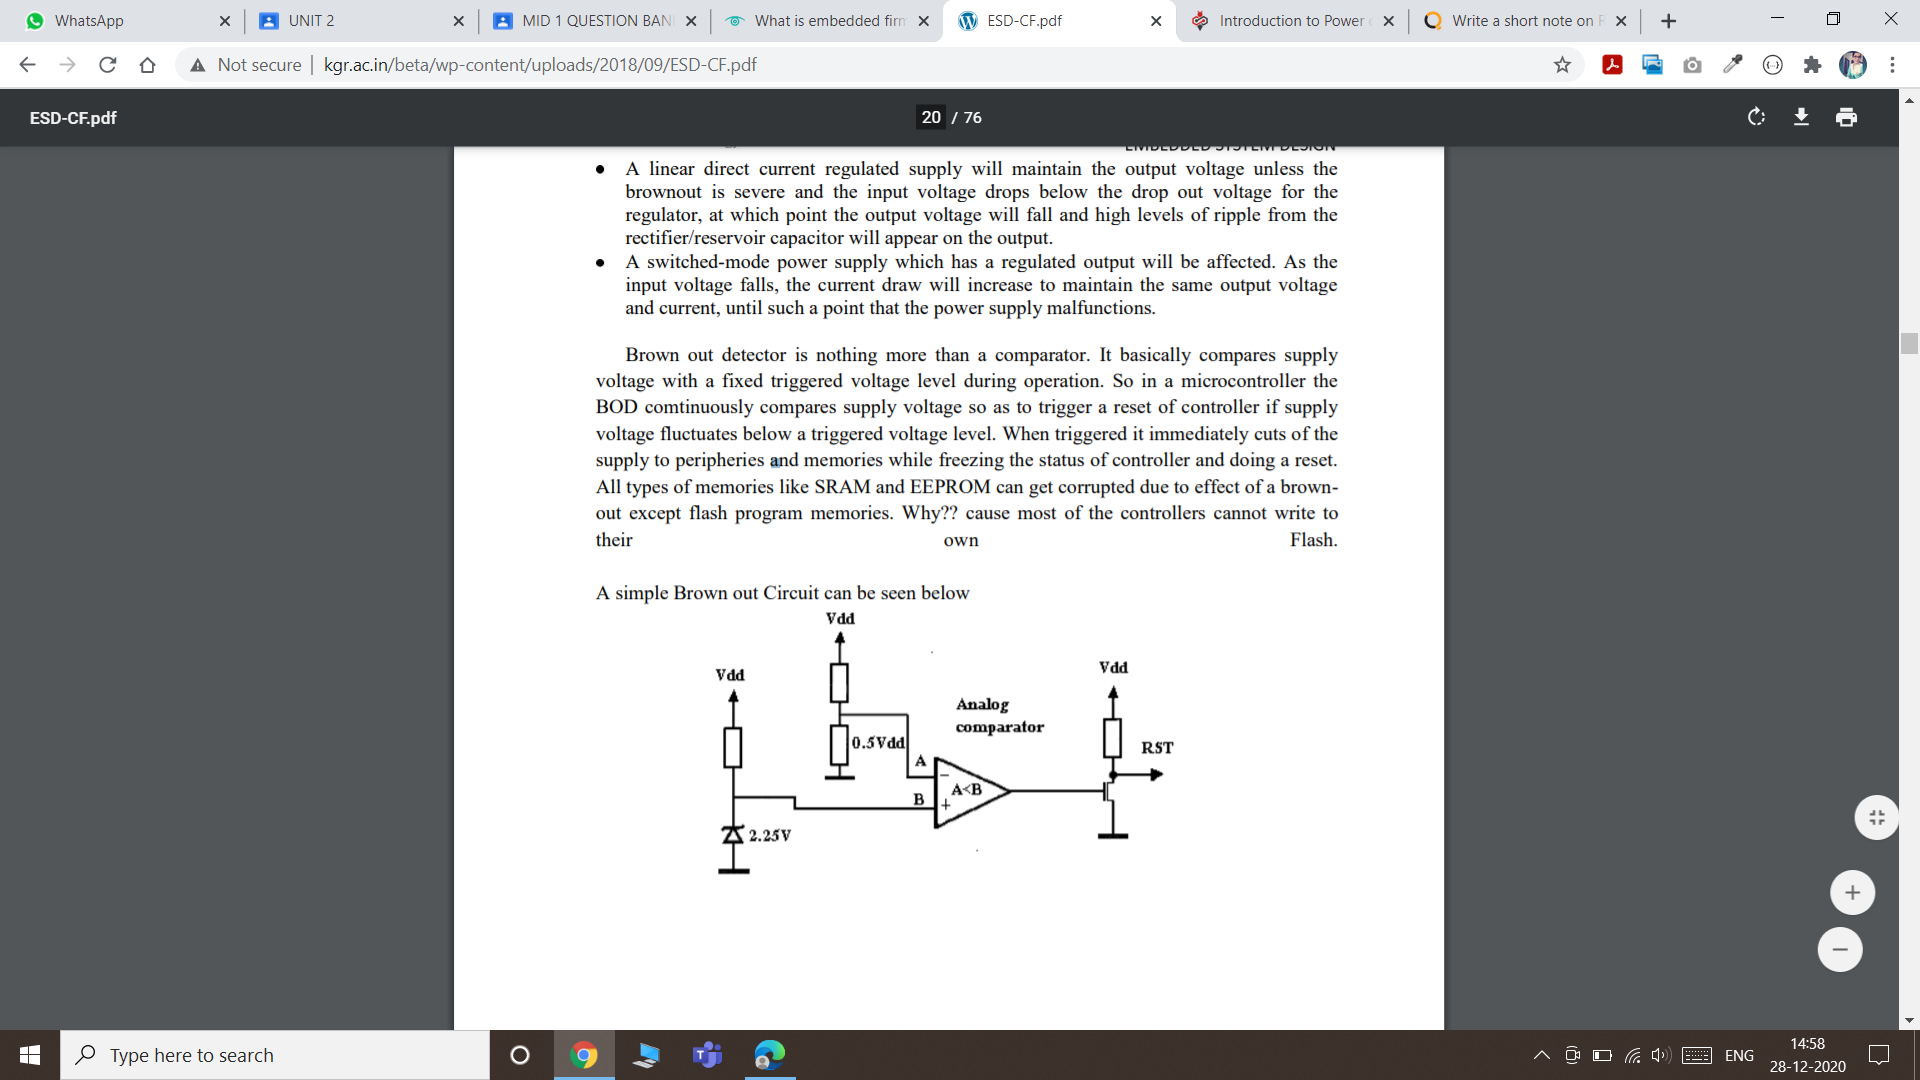 WhatsApp
UNIT 2
MID 1 QUESTION BAN
What is embedded firm
ESD-CF.pdf
Introduction to Power
Write a short note on
Not secure
kgr.ac.in/beta/wp-content/uploads/2018/09/ESD-CF.pdf
ESD-CF.pdf
20 / 76
EMBEDDED SYSTEM DESIGN
• A linear direct current regulated supply will maintain the output voltage unless the
brownout is severe and the input voltage drops below the drop out voltage for the
regulator, at which point the output voltage will fall and high levels of ripple from the
rectifier/reservoir capacitor will appear on the output.
• A switched-mode power supply which has a regulated output will be affected. As the
input voltage falls, the current draw will increase to maintain the same output voltage
and current, until such a point that the power supply malfunctions.
Brown out detector is nothing more than a comparator. It basically compares supply
voltage with a fixed triggered voltage level during operation. So in a microcontroller the
BOD comtinuously compares supply voltage so as to trigger a reset of controller if supply
voltage fluctuates below a triggered voltage level. When triggered it immediately cuts of the
supply to peripheries and memories while freezing the status of controller and doing a reset.
All types of memories like SRAM and EEPROM can get corrupted due to effect of a brown-
out except flash program memories. Why?? cause most of the controllers cannot write to
their own Flash.
A simple Brown out Circuit can be seen below
Vdd
Vdd
Vdd
Analog
comparator
0.5Vdd
RST
A
−
A<B
B
+
2.25V
Type here to search
ENG
14:58
28-12-2020